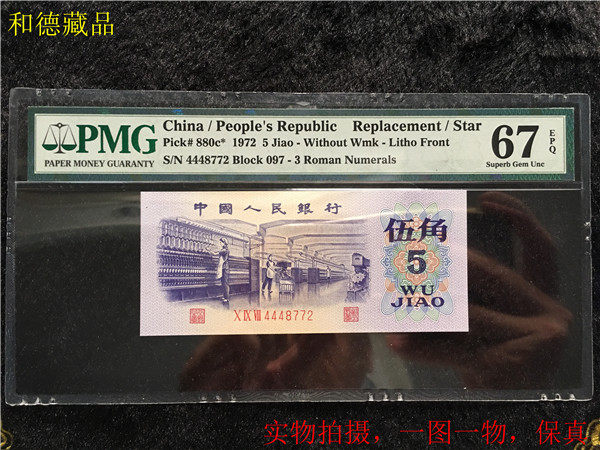 和德藏品
PMG
PAPER MONEY GUARANTY
China / People's Republic Replacement / Star
Pick# 880c* 1972 5 Jiao - Without Wmk - Litho Front
S/N 4448772 Block 097 - 3 Roman Numerals
67 EPQ
Superb Gem Unc
中國人民銀行
伍角
5
WU
JIAO
X IX VIII 4448772
实物拍摄，一图一物，保真